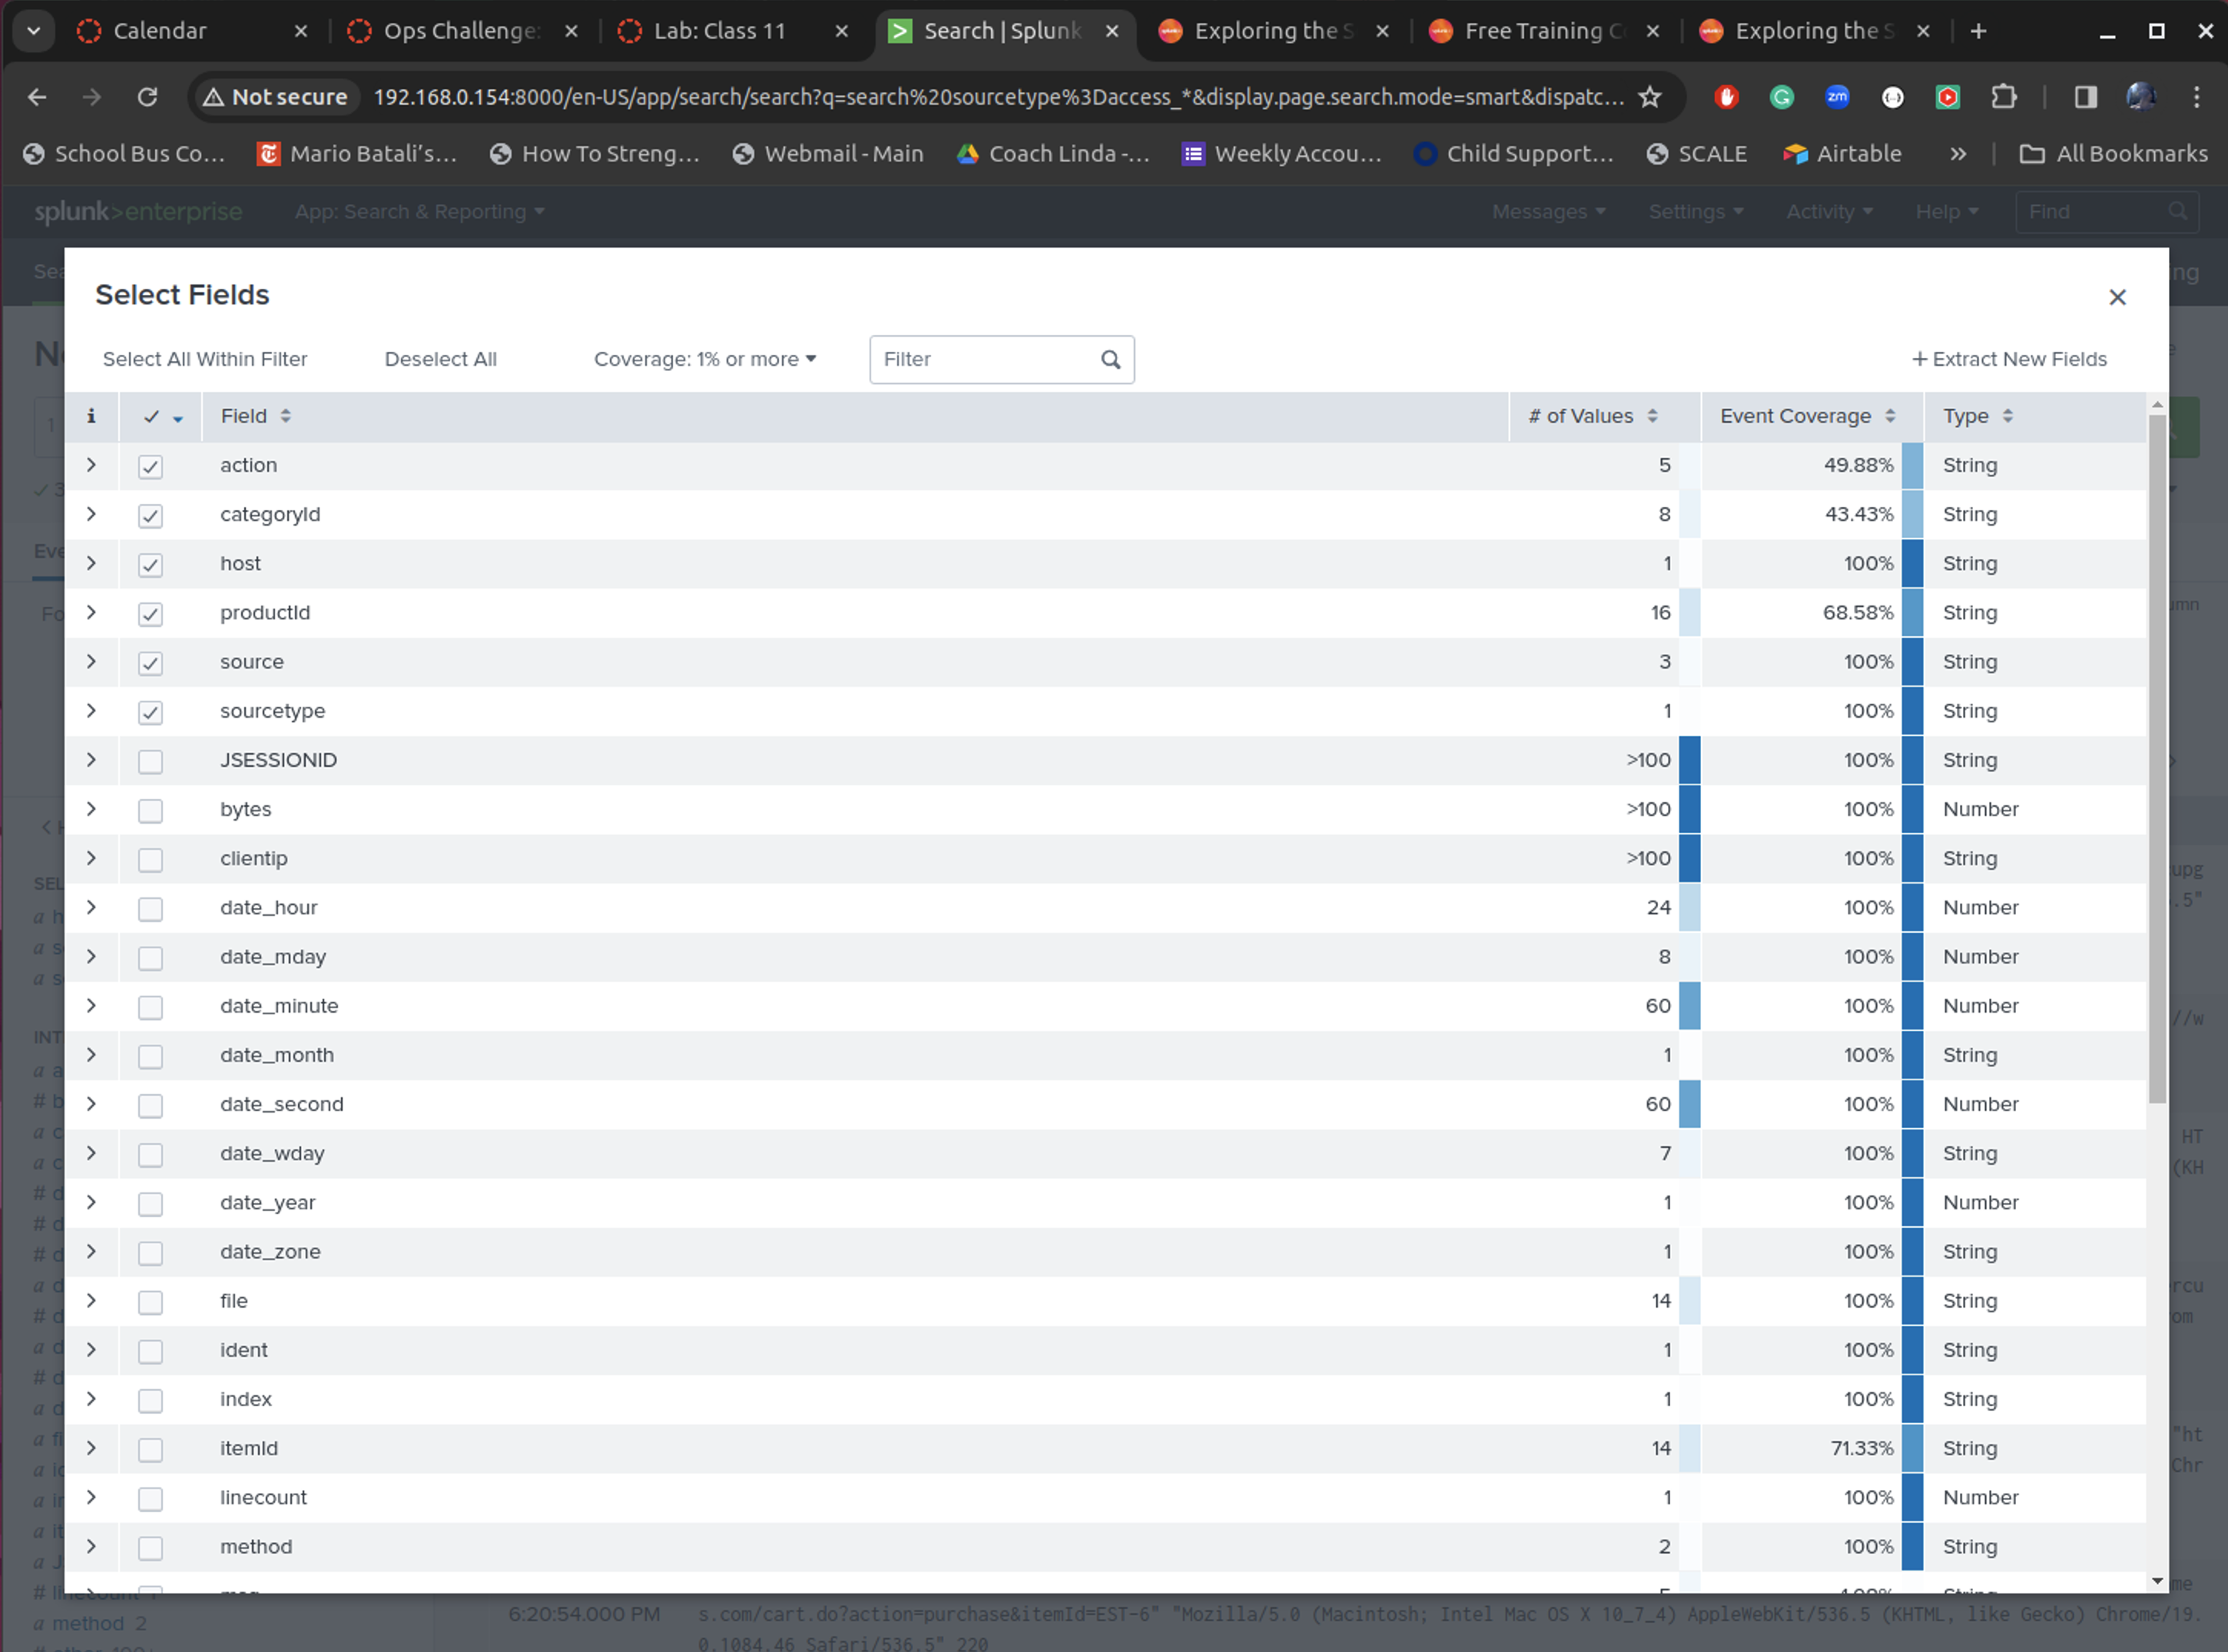 Calendar
Ops Challenge:
Lab: Class 11
Search | Splunk
Exploring the S
Free Training Co
Exploring the S
Not secure 192.168.0.154:8000/en-US/app/search/search?q=search%20sourcetype%3Daccess_*&display.page.search.mode=smart&dispatc...
School Bus Co... Mario Batali's... How To Streng... Webmail - Main Coach Linda -... Weekly Accou... Child Support... SCALE Airtable » All Bookmarks
splunk>enterprise App: Search & Reporting Messages Settings Activity Help Find
Select Fields
Select All Within Filter Deselect All Coverage: 1% or more Filter + Extract New Fields
i Field # of Values Event Coverage Type
action 5 49.88% String
categoryId 8 43.43% String
host 1 100% String
productId 16 68.58% String
source 3 100% String
sourcetype 1 100% String
JSESSIONID >100 100% String
bytes >100 100% Number
clientip >100 100% String
date_hour 24 100% Number
date_mday 8 100% Number
date_minute 60 100% Number
date_month 1 100% String
date_second 60 100% Number
date_wday 7 100% String
date_year 1 100% Number
date_zone 1 100% String
file 14 100% String
ident 1 100% String
index 1 100% String
itemId 14 71.33% String
linecount 1 100% Number
method 2 100% String
a method 2
6:20:54.000 PM s.com/cart.do?action=purchase&itemId=EST-6" "Mozilla/5.0 (Macintosh; Intel Mac OS X 10_7_4) AppleWebKit/536.5 (KHTML, like Gecko) Chrome/19.
0.1084.46 Safari/536.5" 220